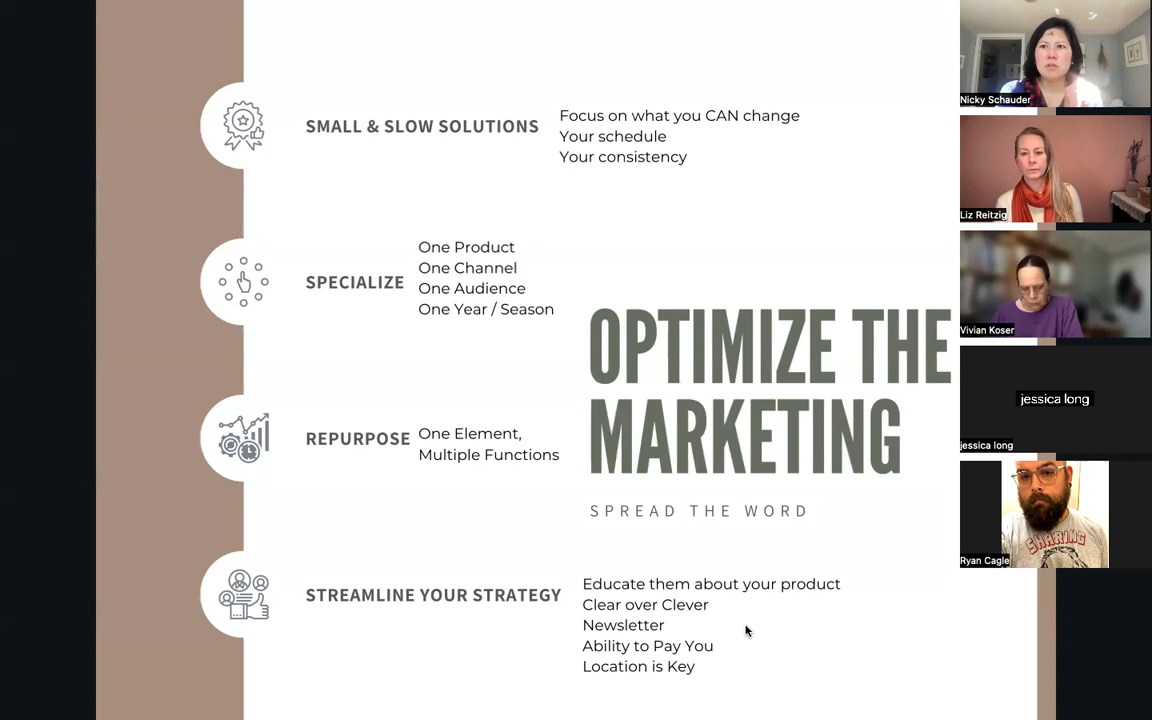 SMALL & SLOW SOLUTIONS
Focus on what you CAN change
Your schedule
Your consistency
SPECIALIZE
One Product
One Channel
One Audience
One Year / Season
REPURPOSE
One Element,
Multiple Functions
OPTIMIZE THE
MARKETING
SPREAD THE WORD
STREAMLINE YOUR STRATEGY
Educate them about your product
Clear over Clever
Newsletter
Ability to Pay You
Location is Key
Nicky Schauder
Liz Reitzig
Vivian Koser
jessica long
jessica long
SHARING
Ryan Cagle